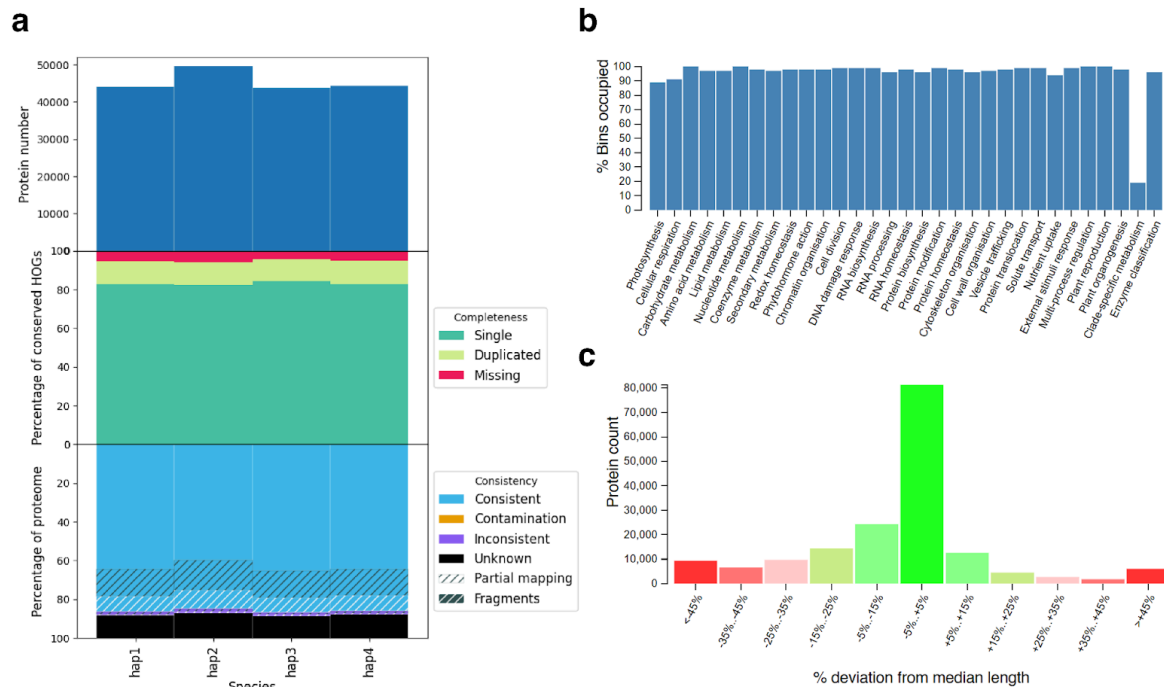 a
Protein number
50000
40000
30000
20000
10000
0
Percentage of conserved HOGs
100
80
60
40
20
0
Percentage of proteome
20
40
60
80
100
hap1
hap2
hap3
hap4
Species
Completeness
Single
Duplicated
Missing
Consistency
Consistent
Contamination
Inconsistent
Unknown
Partial mapping
Fragments
b
% Bins occupied
100
90
80
70
60
50
40
30
20
10
0
Photosynthesis
Cellular respiration
Carbohydrate metabolism
Amino acid metabolism
Lipid metabolism
Nucleotide metabolism
Coenzyme metabolism
Secondary metabolism
Redox homeostasis
Phytohormone action
Chromatin organisation
Cell division
DNA damage response
RNA biosynthesis
RNA processing
RNA homeostasis
Protein biosynthesis
Protein modification
Protein homeostasis
Cytoskeleton organisation
Cell wall organisation
Vesicle trafficking
Protein translocation
Solute transport
Nutrient uptake
External stimuli response
Multi-process regulation
Plant reproduction
Plant organogenesis
Clade-specific metabolism
Enzyme classification
c
Protein count
80,000
70,000
60,000
50,000
40,000
30,000
20,000
10,000
0
<-45%
-35%..-45%
-25%..-35%
-15%..-25%
-5%..-15%
-5%..+5%
+5%..+15%
+15%..+25%
+25%..+35%
+35%..+45%
>+45%
% deviation from median length